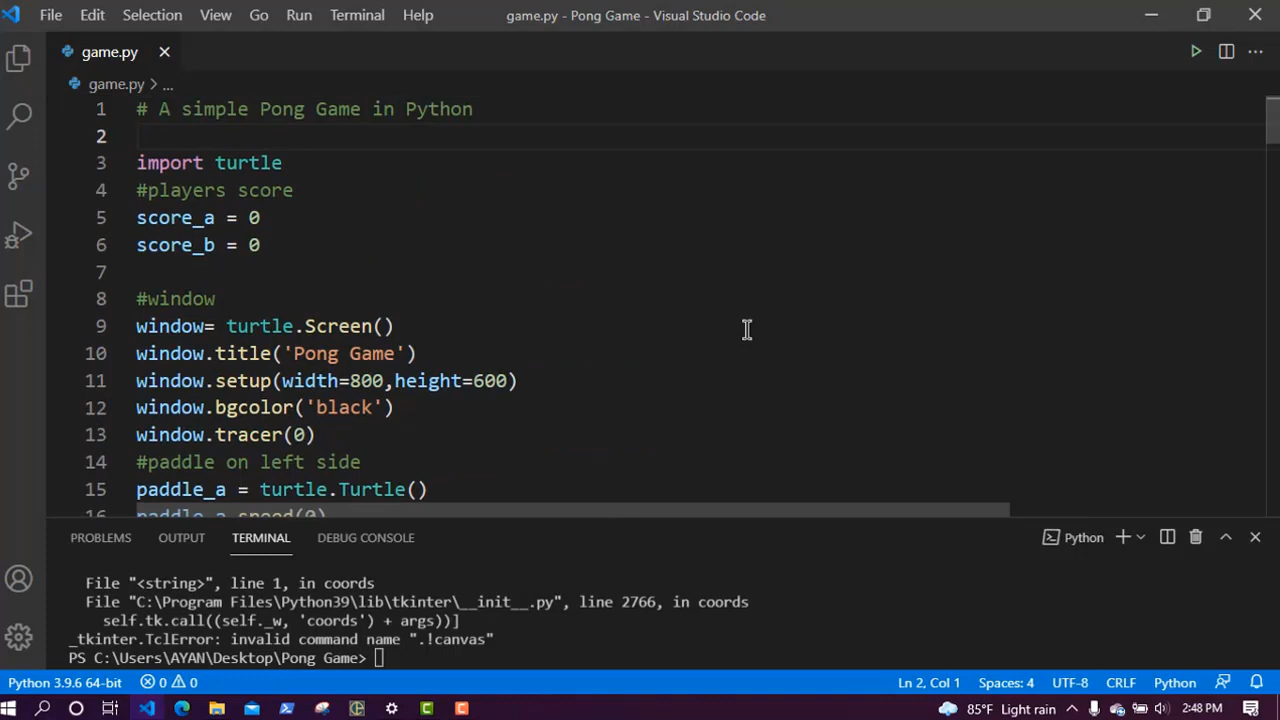 File Edit Selection View Go Run Terminal Help game.py - Pong Game - Visual Studio Code
game.py
game.py > ...
1 # A simple Pong Game in Python
2
3 import turtle
4 #players score
5 score_a = 0
6 score_b = 0
7
8 #window
9 window= turtle.Screen()
10 window.title('Pong Game')
11 window.setup(width=800,height=600)
12 window.bgcolor('black')
13 window.tracer(0)
14 #paddle on left side
15 paddle_a = turtle.Turtle()
16 paddle_a.speed(0)
PROBLEMS OUTPUT TERMINAL DEBUG CONSOLE Python
File "<string>", line 1, in coords
File "C:\Program Files\Python39\lib\tkinter\__init__.py", line 2766, in coords
self.tk.call((self._w, 'coords') + args))]
_tkinter.TclError: invalid command name ".!canvas"
PS C:\Users\AYAN\Desktop\Pong Game>
Python 3.9.6 64-bit 0 0 Ln 2, Col 1 Spaces: 4 UTF-8 CRLF Python
85°F Light rain 2:48 PM